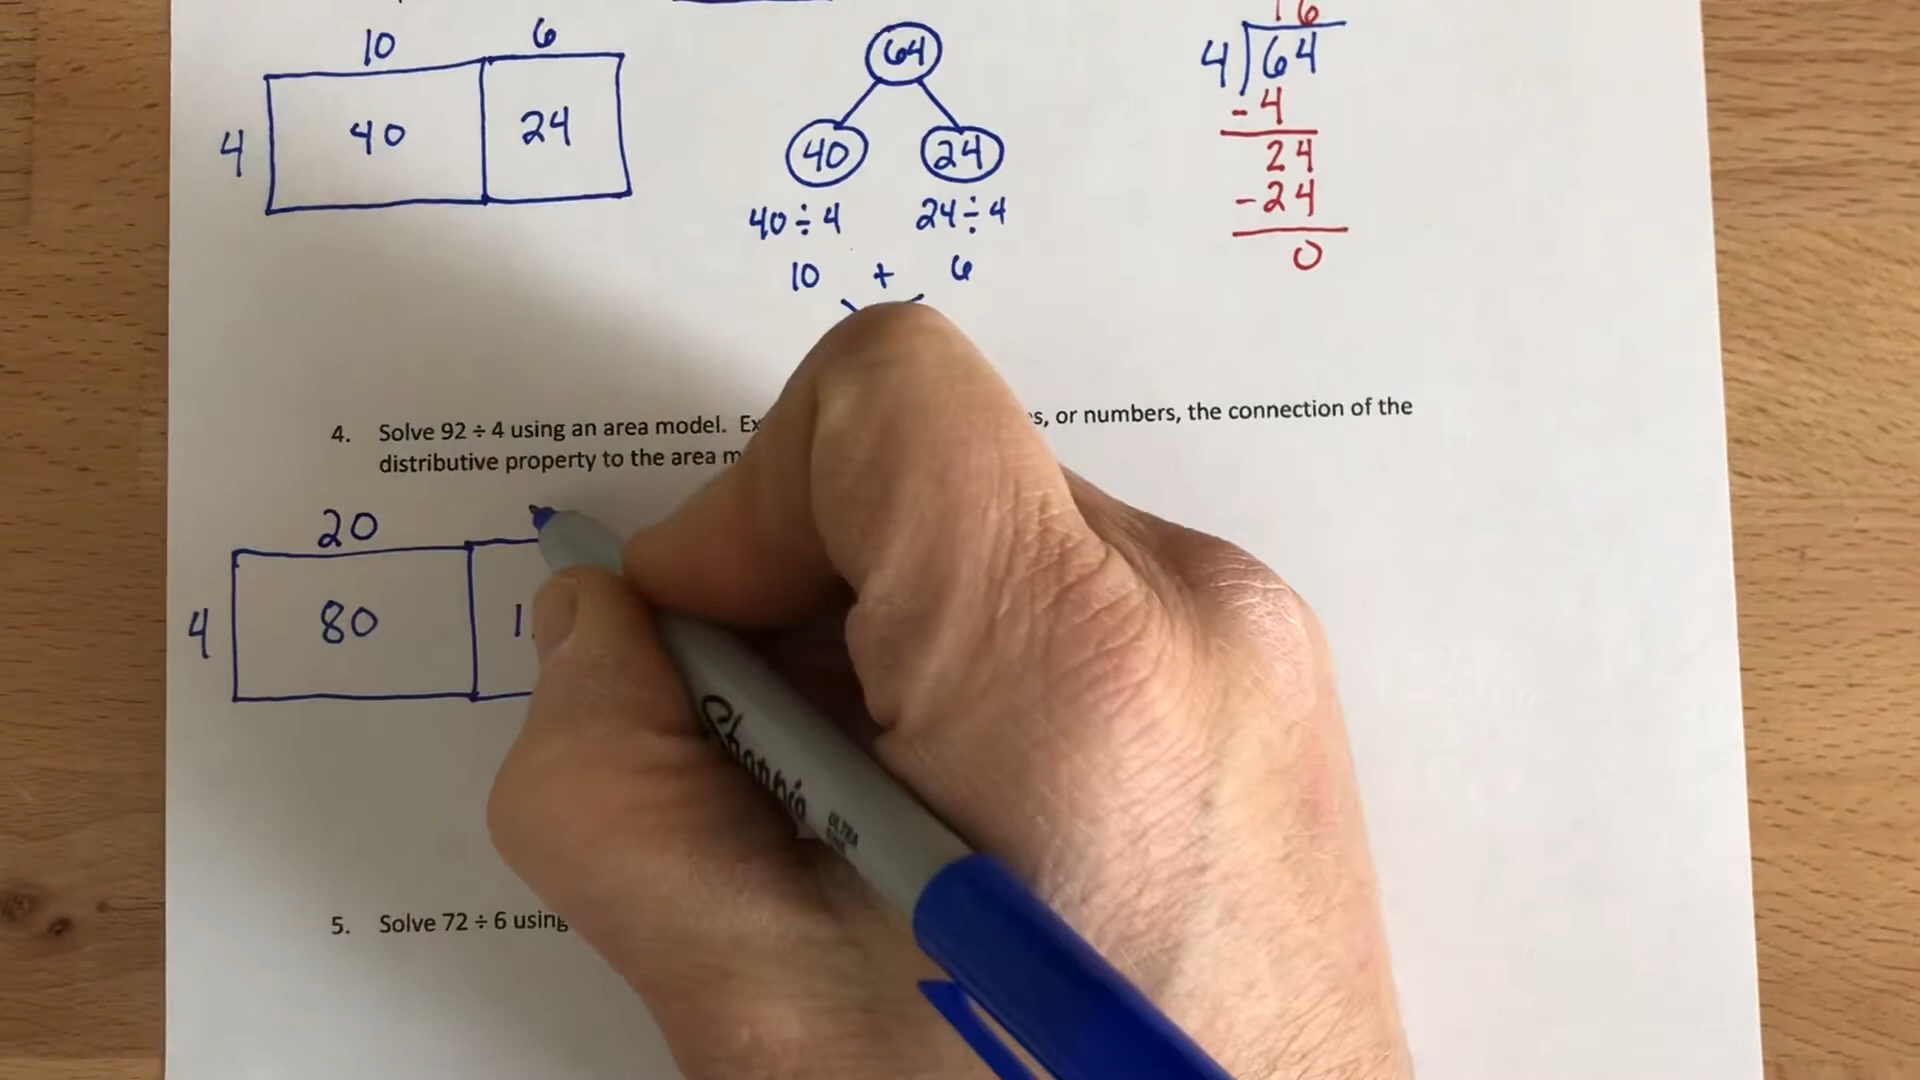 10 6
4 40 24
64
40 24
40 ÷ 4 24 ÷ 4
10 + 6
16
4 64
- 4
24
- 24
0
4. Solve 92 ÷ 4 using an area model. or numbers, the connection of the
distributive property to the area
20
4 80
5. Solve 72 ÷ 6 using
Sharpie
ULTRA